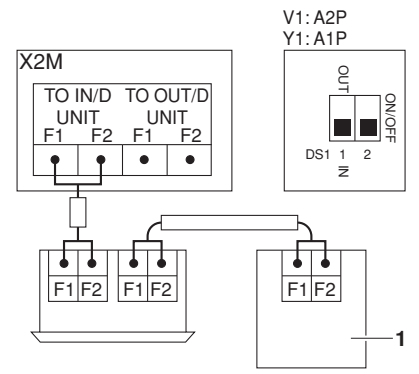 V1: A2P
Y1: A1P
X2M
TO IN/D UNIT
TO OUT/D UNIT
F1 F2 F1 F2
OUT
ON/OFF
DS1 1 2
IN
F1 F2 F1 F2
F1 F2
1